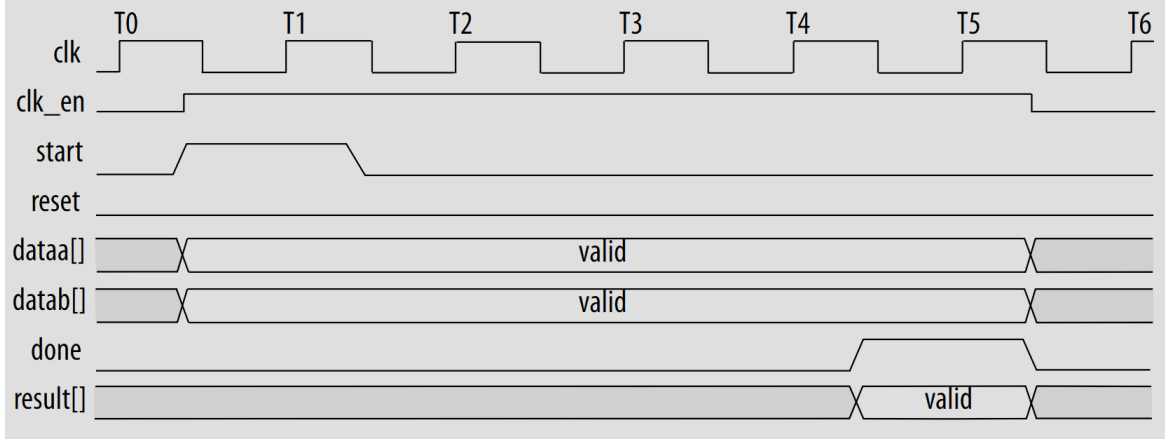 T0 T1 T2 T3 T4 T5 T6
clk
clk_en
start
reset
dataa[] valid
datab[] valid
done
result[] valid